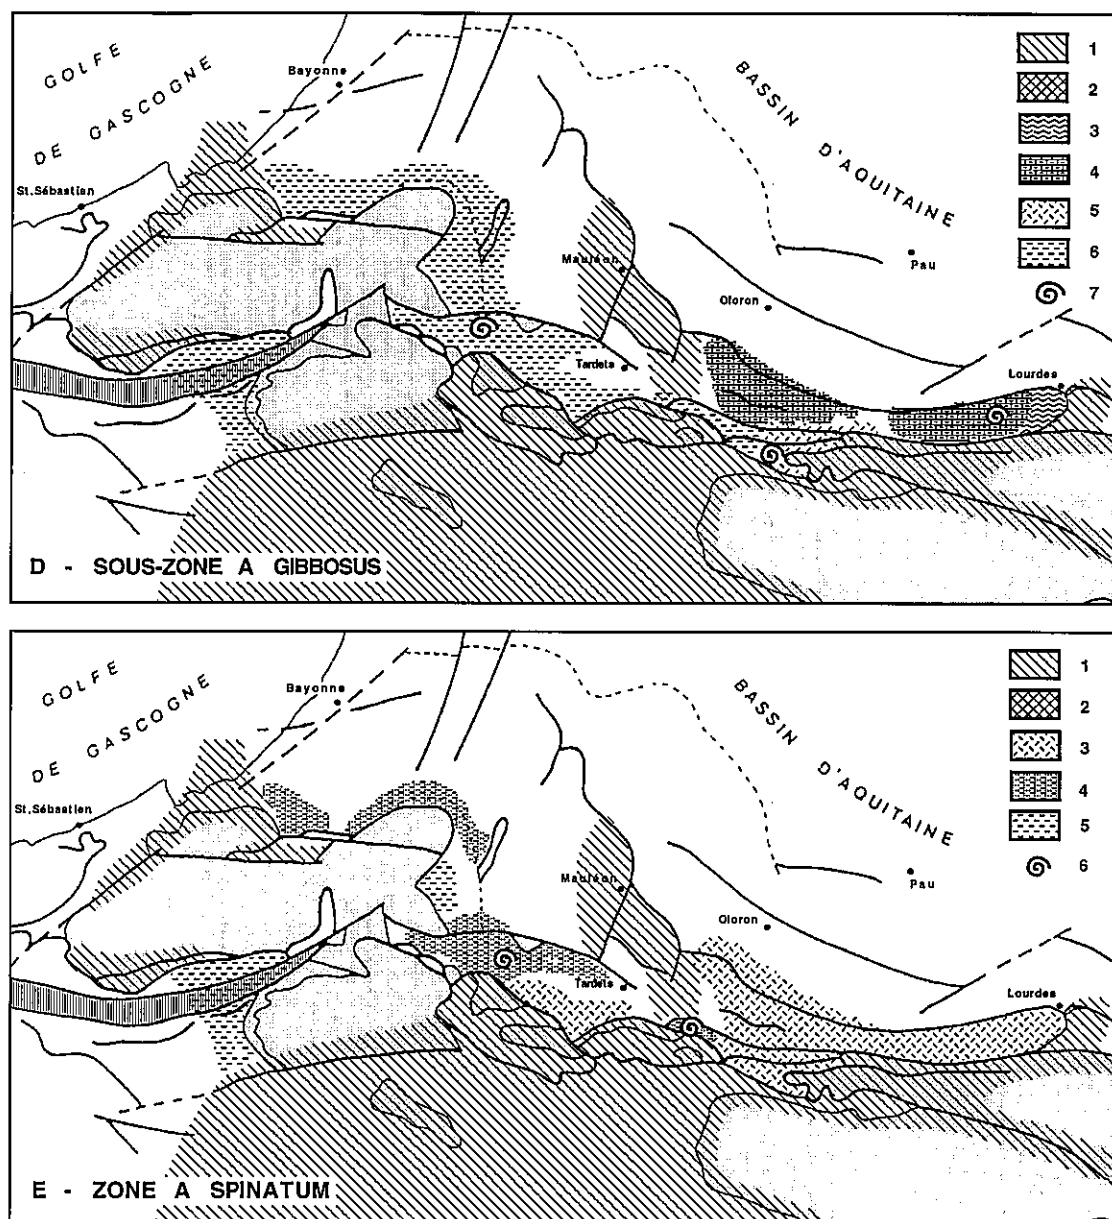 GOLFE
DE GASCOGNE
Bayonne
St.Sébastien
BASSIN
D'AQUITAINE
Mauléon
Pau
Oloron
Tardets
Lourdes
1
2
3
4
5
6
7
D - SOUS-ZONE A GIBBOSUS
GOLFE
DE GASCOGNE
Bayonne
St.Sébastien
BASSIN
D'AQUITAINE
Mauléon
Pau
Oloron
Tardets
Lourdes
1
2
3
4
5
6
E - ZONE A SPINATUM